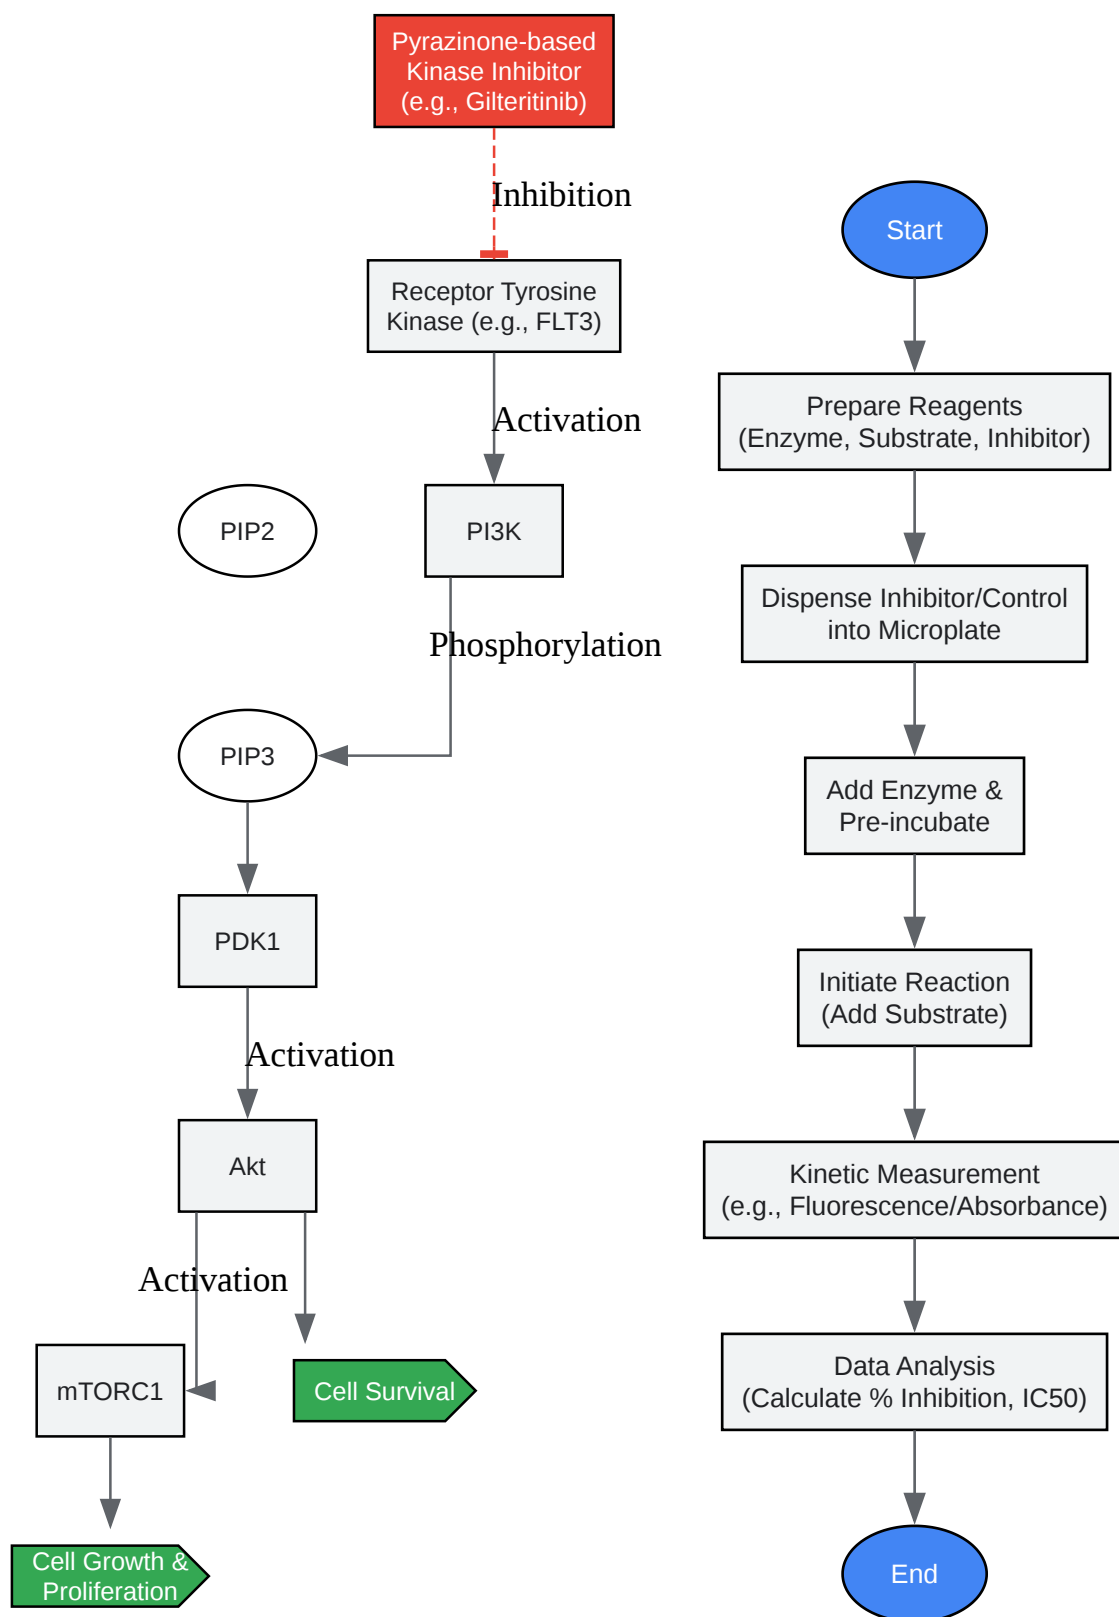 Pyrazinone-based
Kinase Inhibitor
(e.g., Gilteritinib)
Inhibition
Receptor Tyrosine
Kinase (e.g., FLT3)
Activation
PIP2
PI3K
Phosphorylation
PIP3
PDK1
Activation
Akt
Activation
mTORC1
Cell Survival
Cell Growth &
Proliferation
Start
Prepare Reagents
(Enzyme, Substrate, Inhibitor)
Dispense Inhibitor/Control
into Microplate
Add Enzyme &
Pre-incubate
Initiate Reaction
(Add Substrate)
Kinetic Measurement
(e.g., Fluorescence/Absorbance)
Data Analysis
(Calculate % Inhibition, IC50)
End